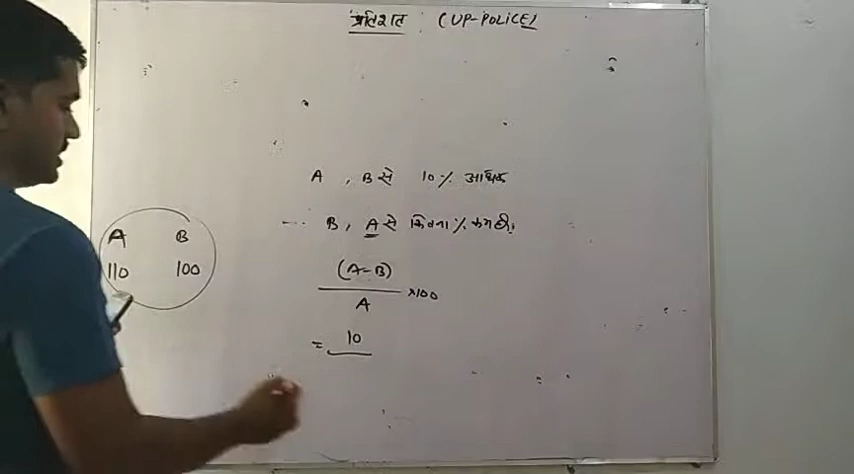 प्रतिशत (UP-POLICE)
A , B से 10% अधिक
B, A से कितना % कम है।
A B
110 100
(A-B)
A ×100
= 10